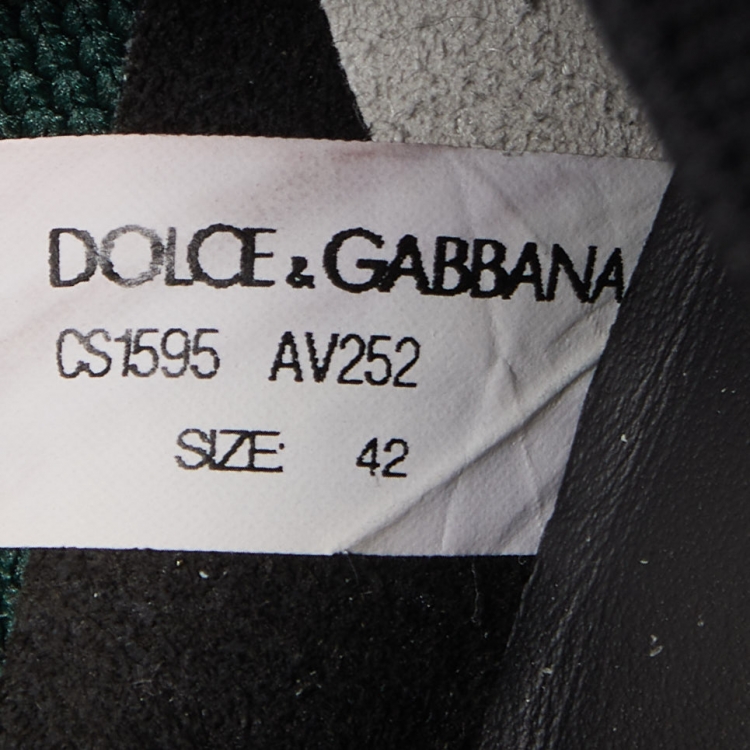 DOLCE & GABBANA
CS1595 AV252
SIZE: 42